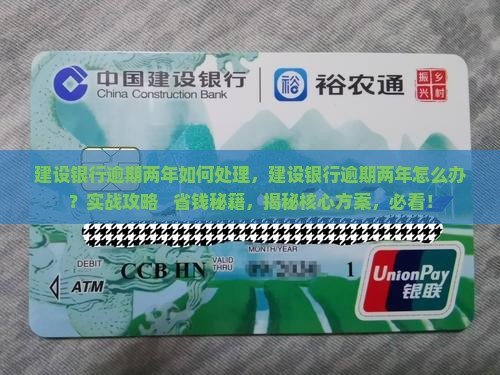 中国建设银行
China Construction Bank
裕
裕农通
振乡
兴村
建设银行逾期两年如何处理，建设银行逾期两年怎么办
？实战攻略 省钱秘籍，揭秘核心方案，必看！
MONTH/YEAR
DEBIT
ATM
CCB HN
VALID
THRU
1
UnionPay
银联